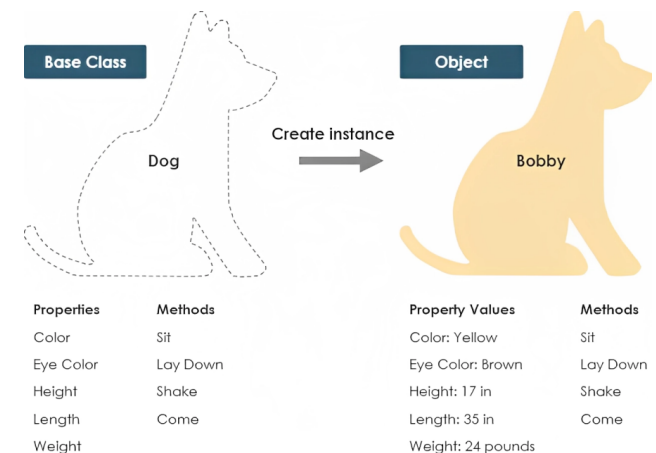 Base Class
Object
Create instance
Dog
Bobby
Properties Methods
Color Sit
Eye Color Lay Down
Height Shake
Length Come
Weight
Property Values Methods
Color: Yellow Sit
Eye Color: Brown Lay Down
Height: 17 in Shake
Length: 35 in Come
Weight: 24 pounds